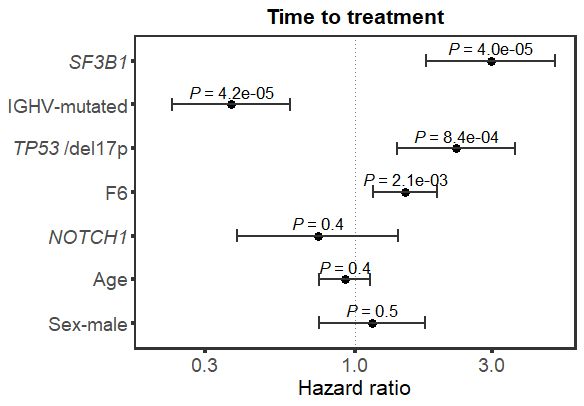 Time to treatment
SF3B1
P = 4.0e-05
IGHV-mutated
P = 4.2e-05
TP53 /del17p
P = 8.4e-04
F6
P = 2.1e-03
NOTCH1
P = 0.4
Age
P = 0.4
Sex-male
P = 0.5
0.3 1.0 3.0
Hazard ratio